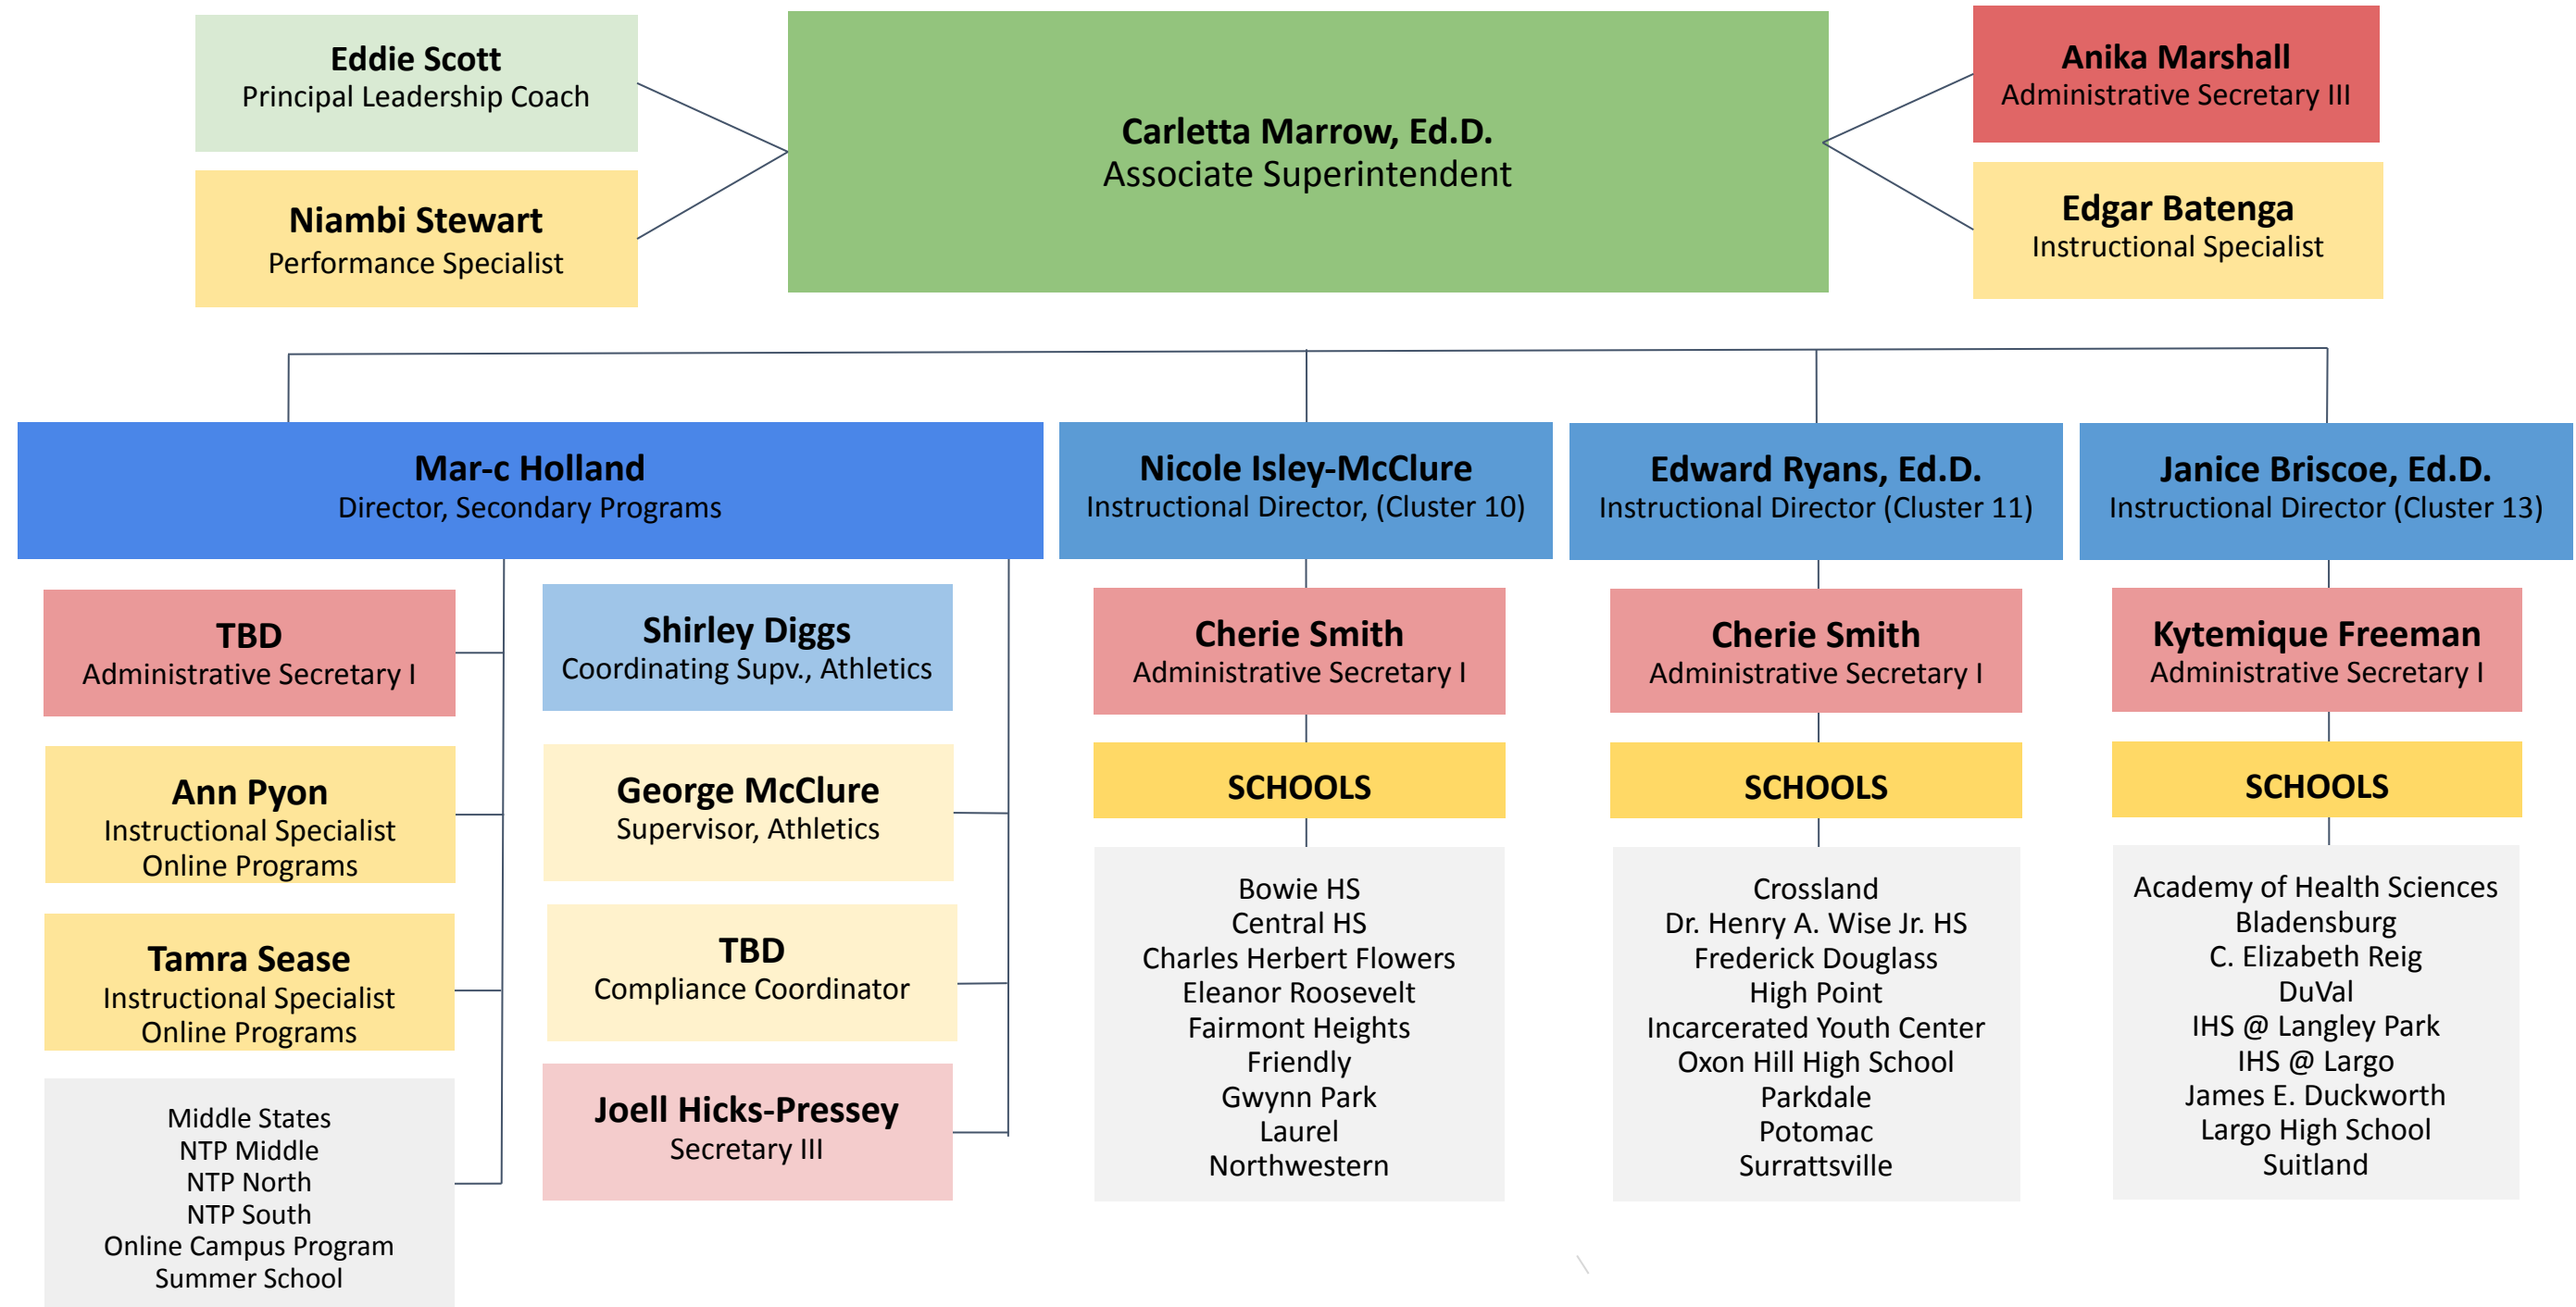 Eddie Scott
Principal Leadership Coach
Niambi Stewart
Performance Specialist
Carletta Marrow, Ed.D.
Associate Superintendent
Anika Marshall
Administrative Secretary III
Edgar Batenga
Instructional Specialist
Mar-c Holland
Director, Secondary Programs
TBD
Administrative Secretary I
Ann Pyon
Instructional Specialist
Online Programs
Tamra Sease
Instructional Specialist
Online Programs
Middle States
NTP Middle
NTP North
NTP South
Online Campus Program
Summer School
Shirley Diggs
Coordinating Supv., Athletics
George McClure
Supervisor, Athletics
TBD
Compliance Coordinator
Joell Hicks-Pressey
Secretary III
Nicole Isley-McClure
Instructional Director, (Cluster 10)
Cherie Smith
Administrative Secretary I
SCHOOLS
Bowie HS
Central HS
Charles Herbert Flowers
Eleanor Roosevelt
Fairmont Heights
Friendly
Gwynn Park
Laurel
Northwestern
Edward Ryans, Ed.D.
Instructional Director (Cluster 11)
Cherie Smith
Administrative Secretary I
SCHOOLS
Crossland
Dr. Henry A. Wise Jr. HS
Frederick Douglass
High Point
Incarcerated Youth Center
Oxon Hill High School
Parkdale
Potomac
Surrattsville
Janice Briscoe, Ed.D.
Instructional Director (Cluster 13)
Kytemique Freeman
Administrative Secretary I
SCHOOLS
Academy of Health Sciences
Bladensburg
C. Elizabeth Reig
DuVal
IHS @ Langley Park
IHS @ Largo
James E. Duckworth
Largo High School
Suitland